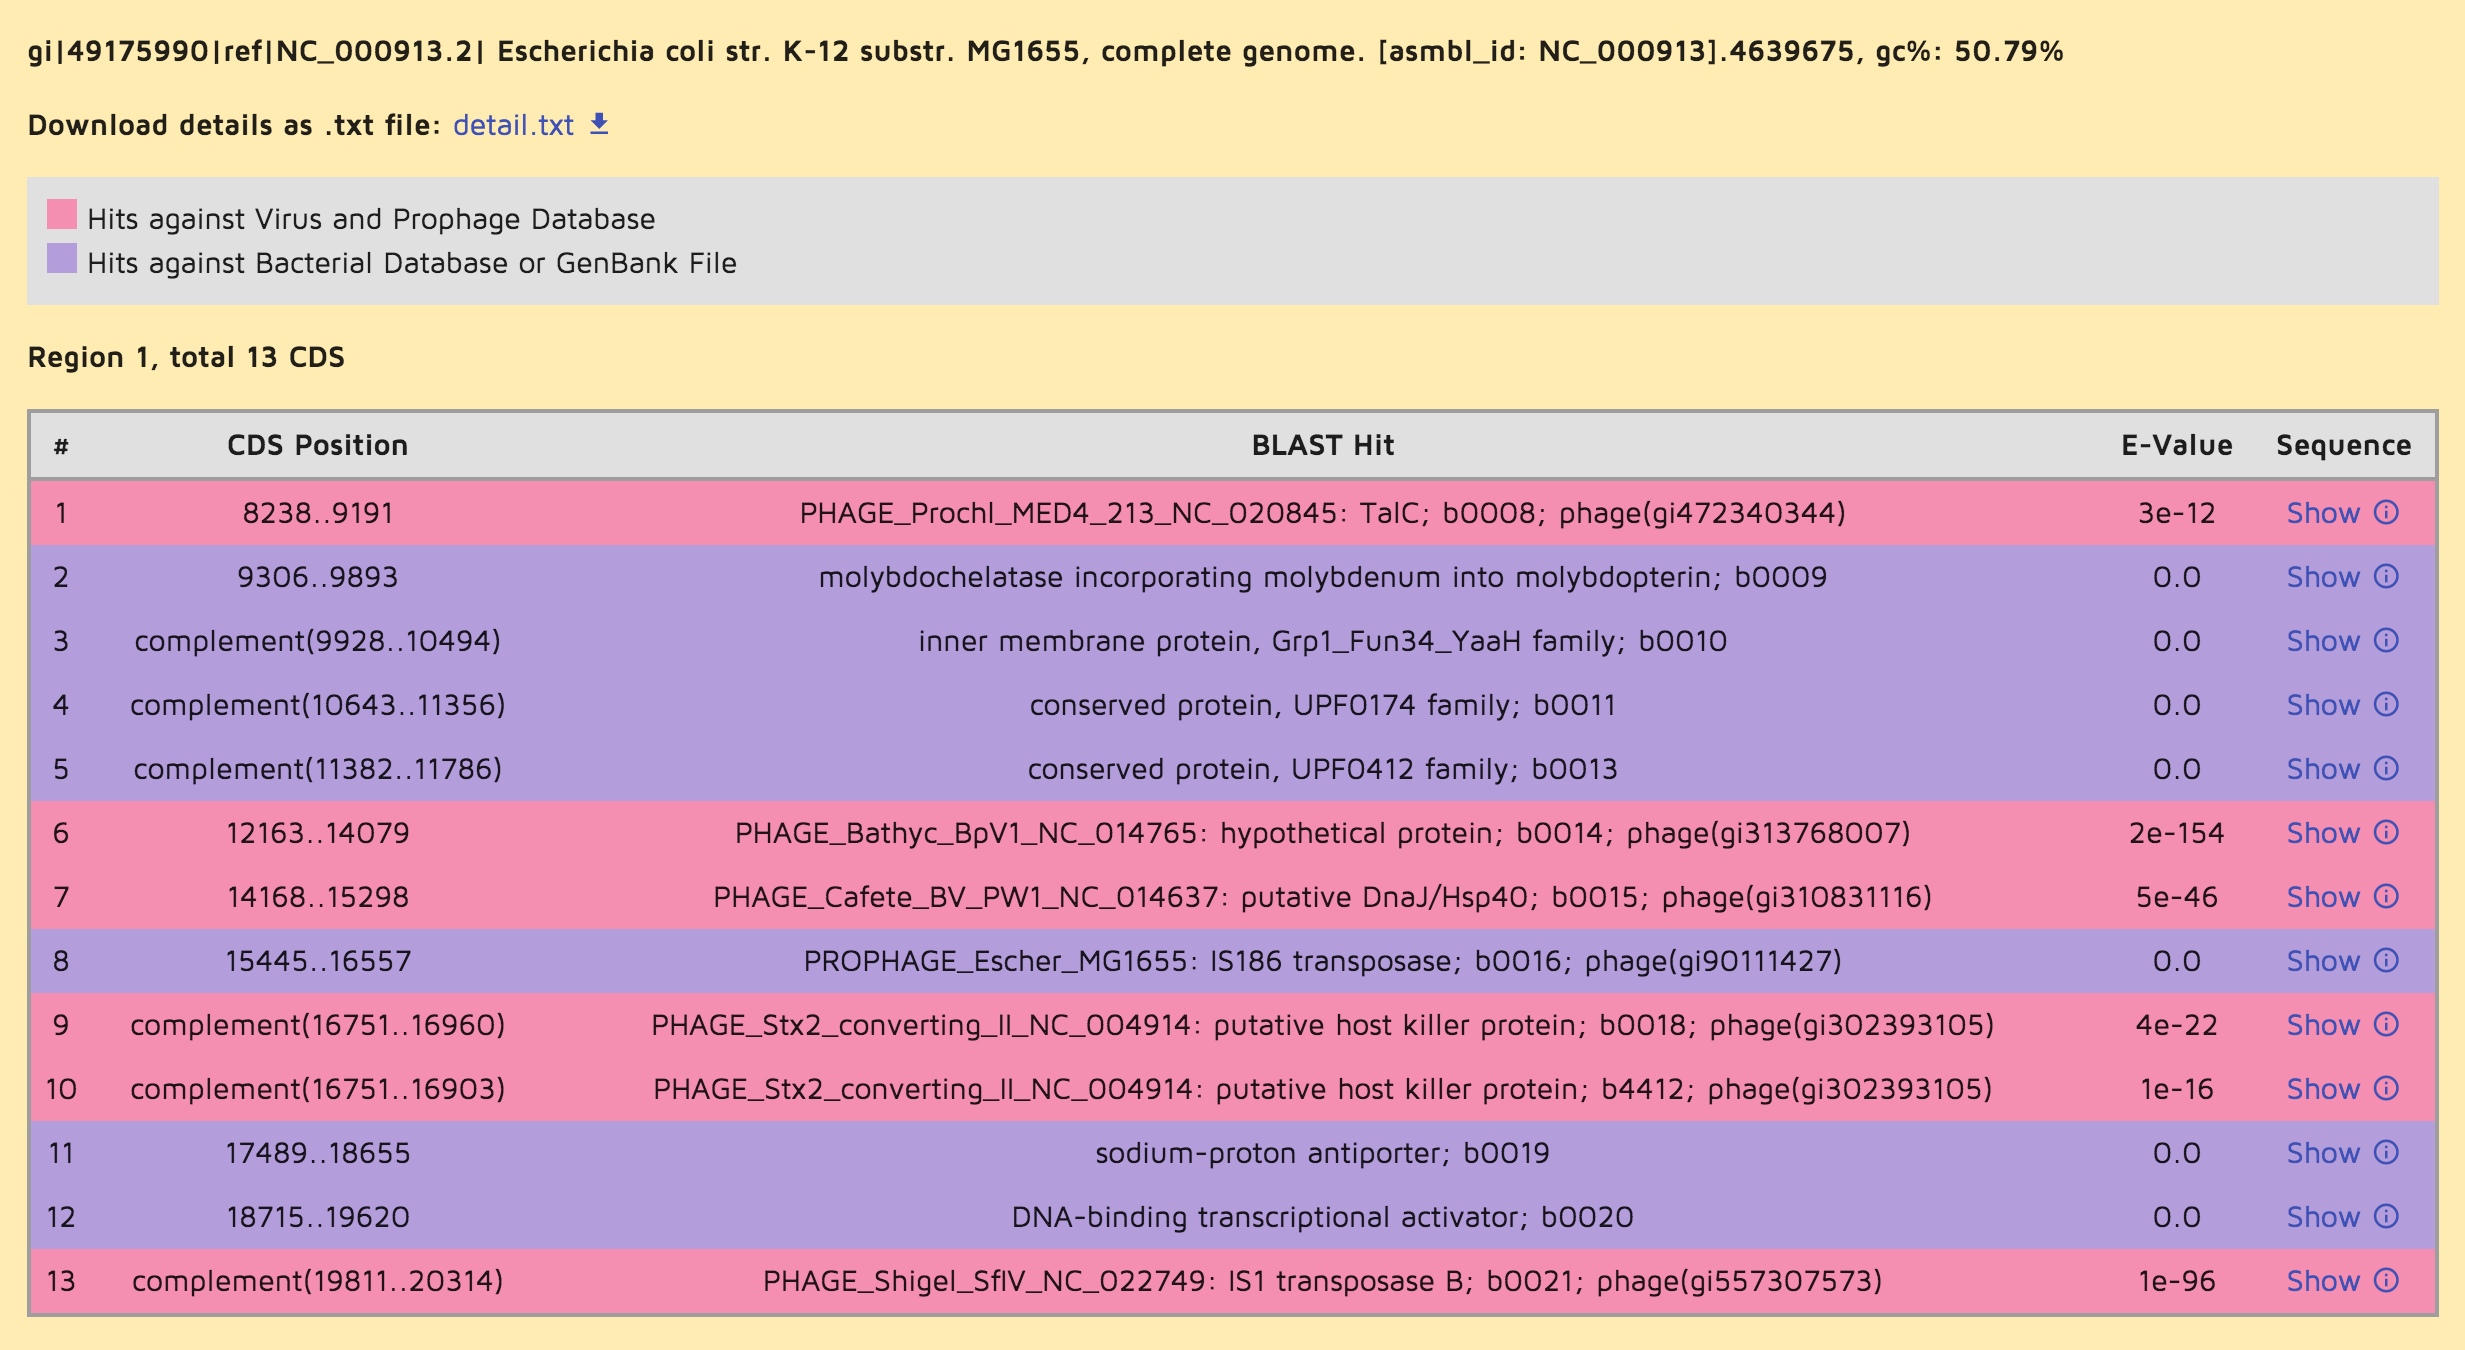 gi|49175990|ref|NC_000913.2| Escherichia coli str. K-12 substr. MG1655, complete genome. [asmbl_id: NC_000913].4639675, gc%: 50.79%
Download details as .txt file: detail.txt
Hits against Virus and Prophage Database
Hits against Bacterial Database or GenBank File
Region 1, total 13 CDS
# CDS Position BLAST Hit E-Value Sequence
1 8238..9191 PHAGE_Prochl_MED4_213_NC_020845: TalC; b0008; phage(gi472340344) 3e-12 Show
2 9306..9893 molybdochelatase incorporating molybdenum into molybdopterin; b0009 0.0 Show
3 complement(9928..10494) inner membrane protein, Grp1_Fun34_YaaH family; b0010 0.0 Show
4 complement(10643..11356) conserved protein, UPF0174 family; b0011 0.0 Show
5 complement(11382..11786) conserved protein, UPF0412 family; b0013 0.0 Show
6 12163..14079 PHAGE_Bathyc_BpV1_NC_014765: hypothetical protein; b0014; phage(gi313768007) 2e-154 Show
7 14168..15298 PHAGE_Cafete_BV_PW1_NC_014637: putative DnaJ/Hsp40; b0015; phage(gi310831116) 5e-46 Show
8 15445..16557 PROPHAGE_Escher_MG1655: IS186 transposase; b0016; phage(gi90111427) 0.0 Show
9 complement(16751..16960) PHAGE_Stx2_converting_II_NC_004914: putative host killer protein; b0018; phage(gi302393105) 4e-22 Show
10 complement(16751..16903) PHAGE_Stx2_converting_II_NC_004914: putative host killer protein; b4412; phage(gi302393105) 1e-16 Show
11 17489..18655 sodium-proton antiporter; b0019 0.0 Show
12 18715..19620 DNA-binding transcriptional activator; b0020 0.0 Show
13 complement(19811..20314) PHAGE_Shigel_SfIV_NC_022749: IS1 transposase B; b0021; phage(gi557307573) 1e-96 Show